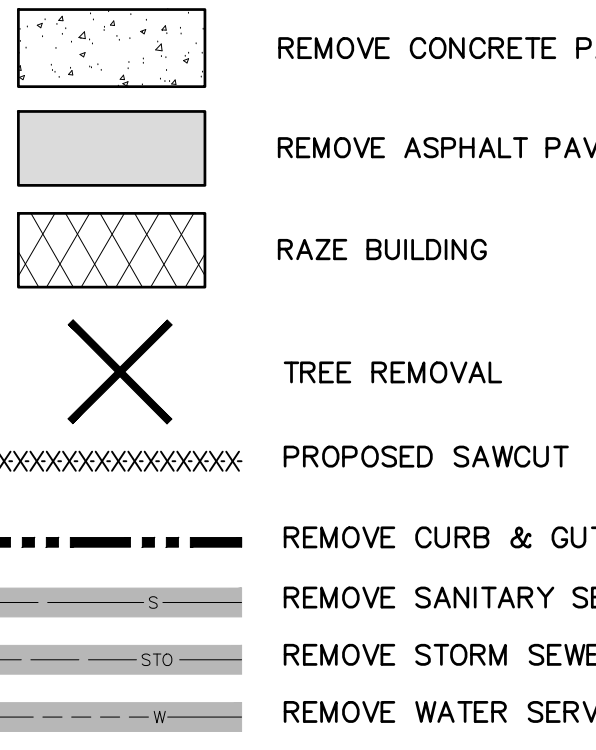 REMOVE CONCRETE
REMOVE ASPHALT PAV
RAZE BUILDING
TREE REMOVAL
PROPOSED SAWCUT
REMOVE CURB & GUT
S REMOVE SANITARY SE
STO REMOVE STORM SEWE
W REMOVE WATER SERV